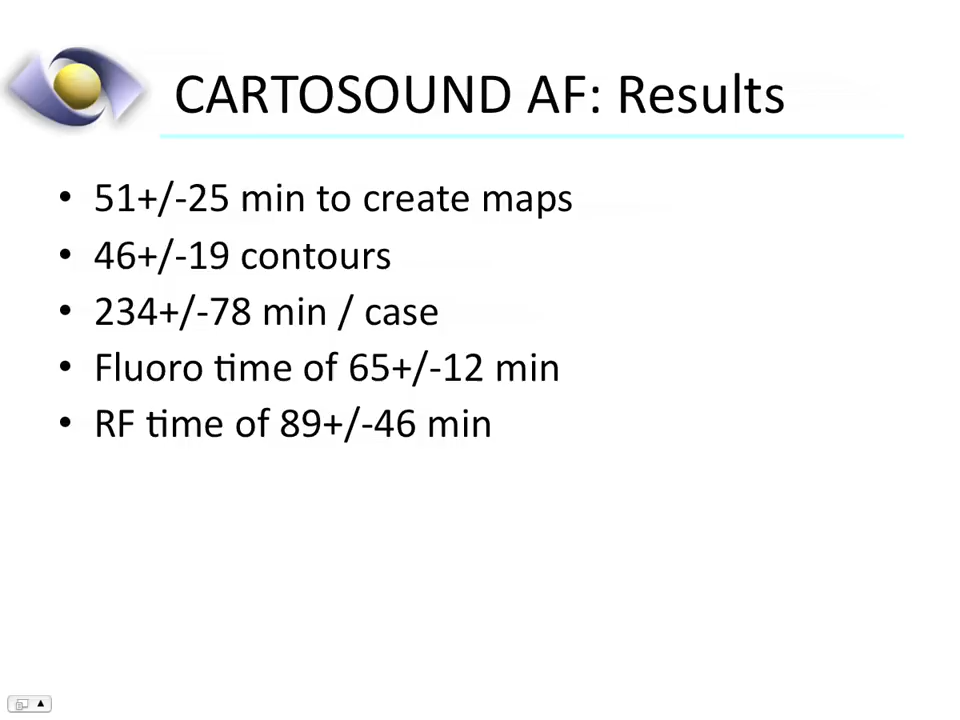 CARTOSOUND AF: Results
• 51+/-25 min to create maps
• 46+/-19 contours
• 234+/-78 min / case
• Fluoro time of 65+/-12 min
• RF time of 89+/-46 min